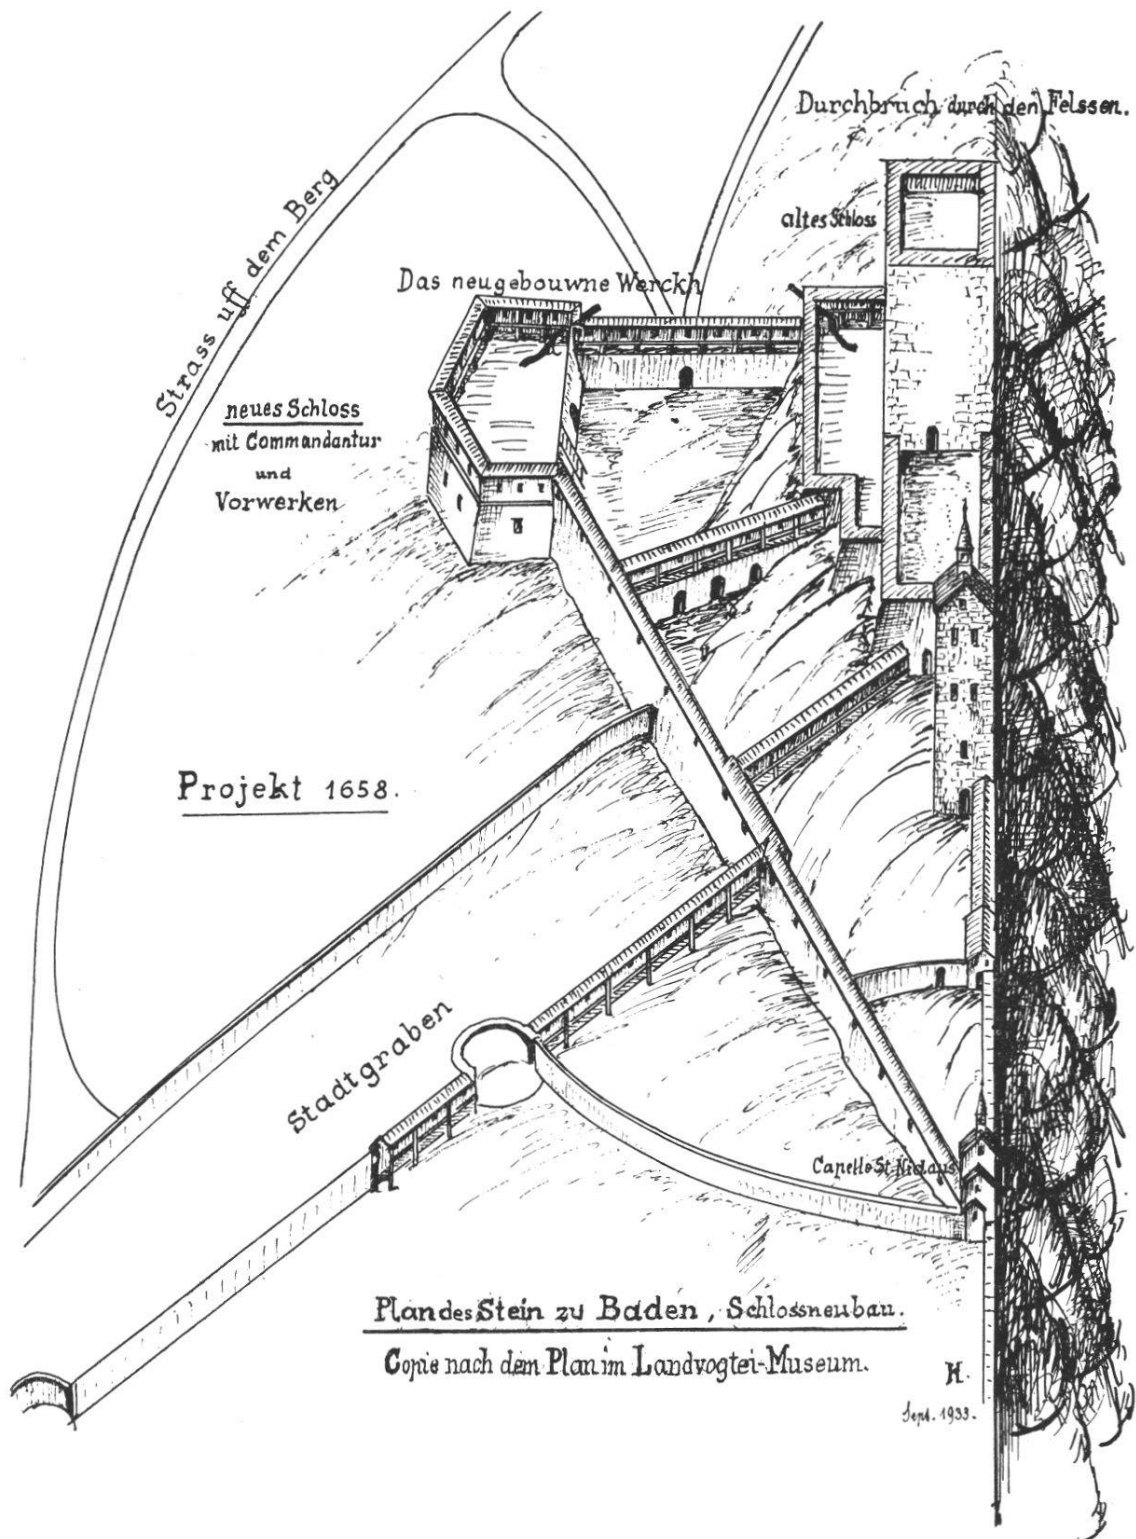 Durchbruch durch den Felssen.
altes Schloss
Strass uff dem Berg
Das neugebouwne Werckh
neues Schloss
mit Commandantur
und
Vorwerken
Projekt 1658.
Stadtgraben
Capelle St. Niclaus
Plan des Stein zu Baden, Schlossneubau.
Copie nach dem Plan im Landvogtei-Museum.
H.
Sept. 1933.